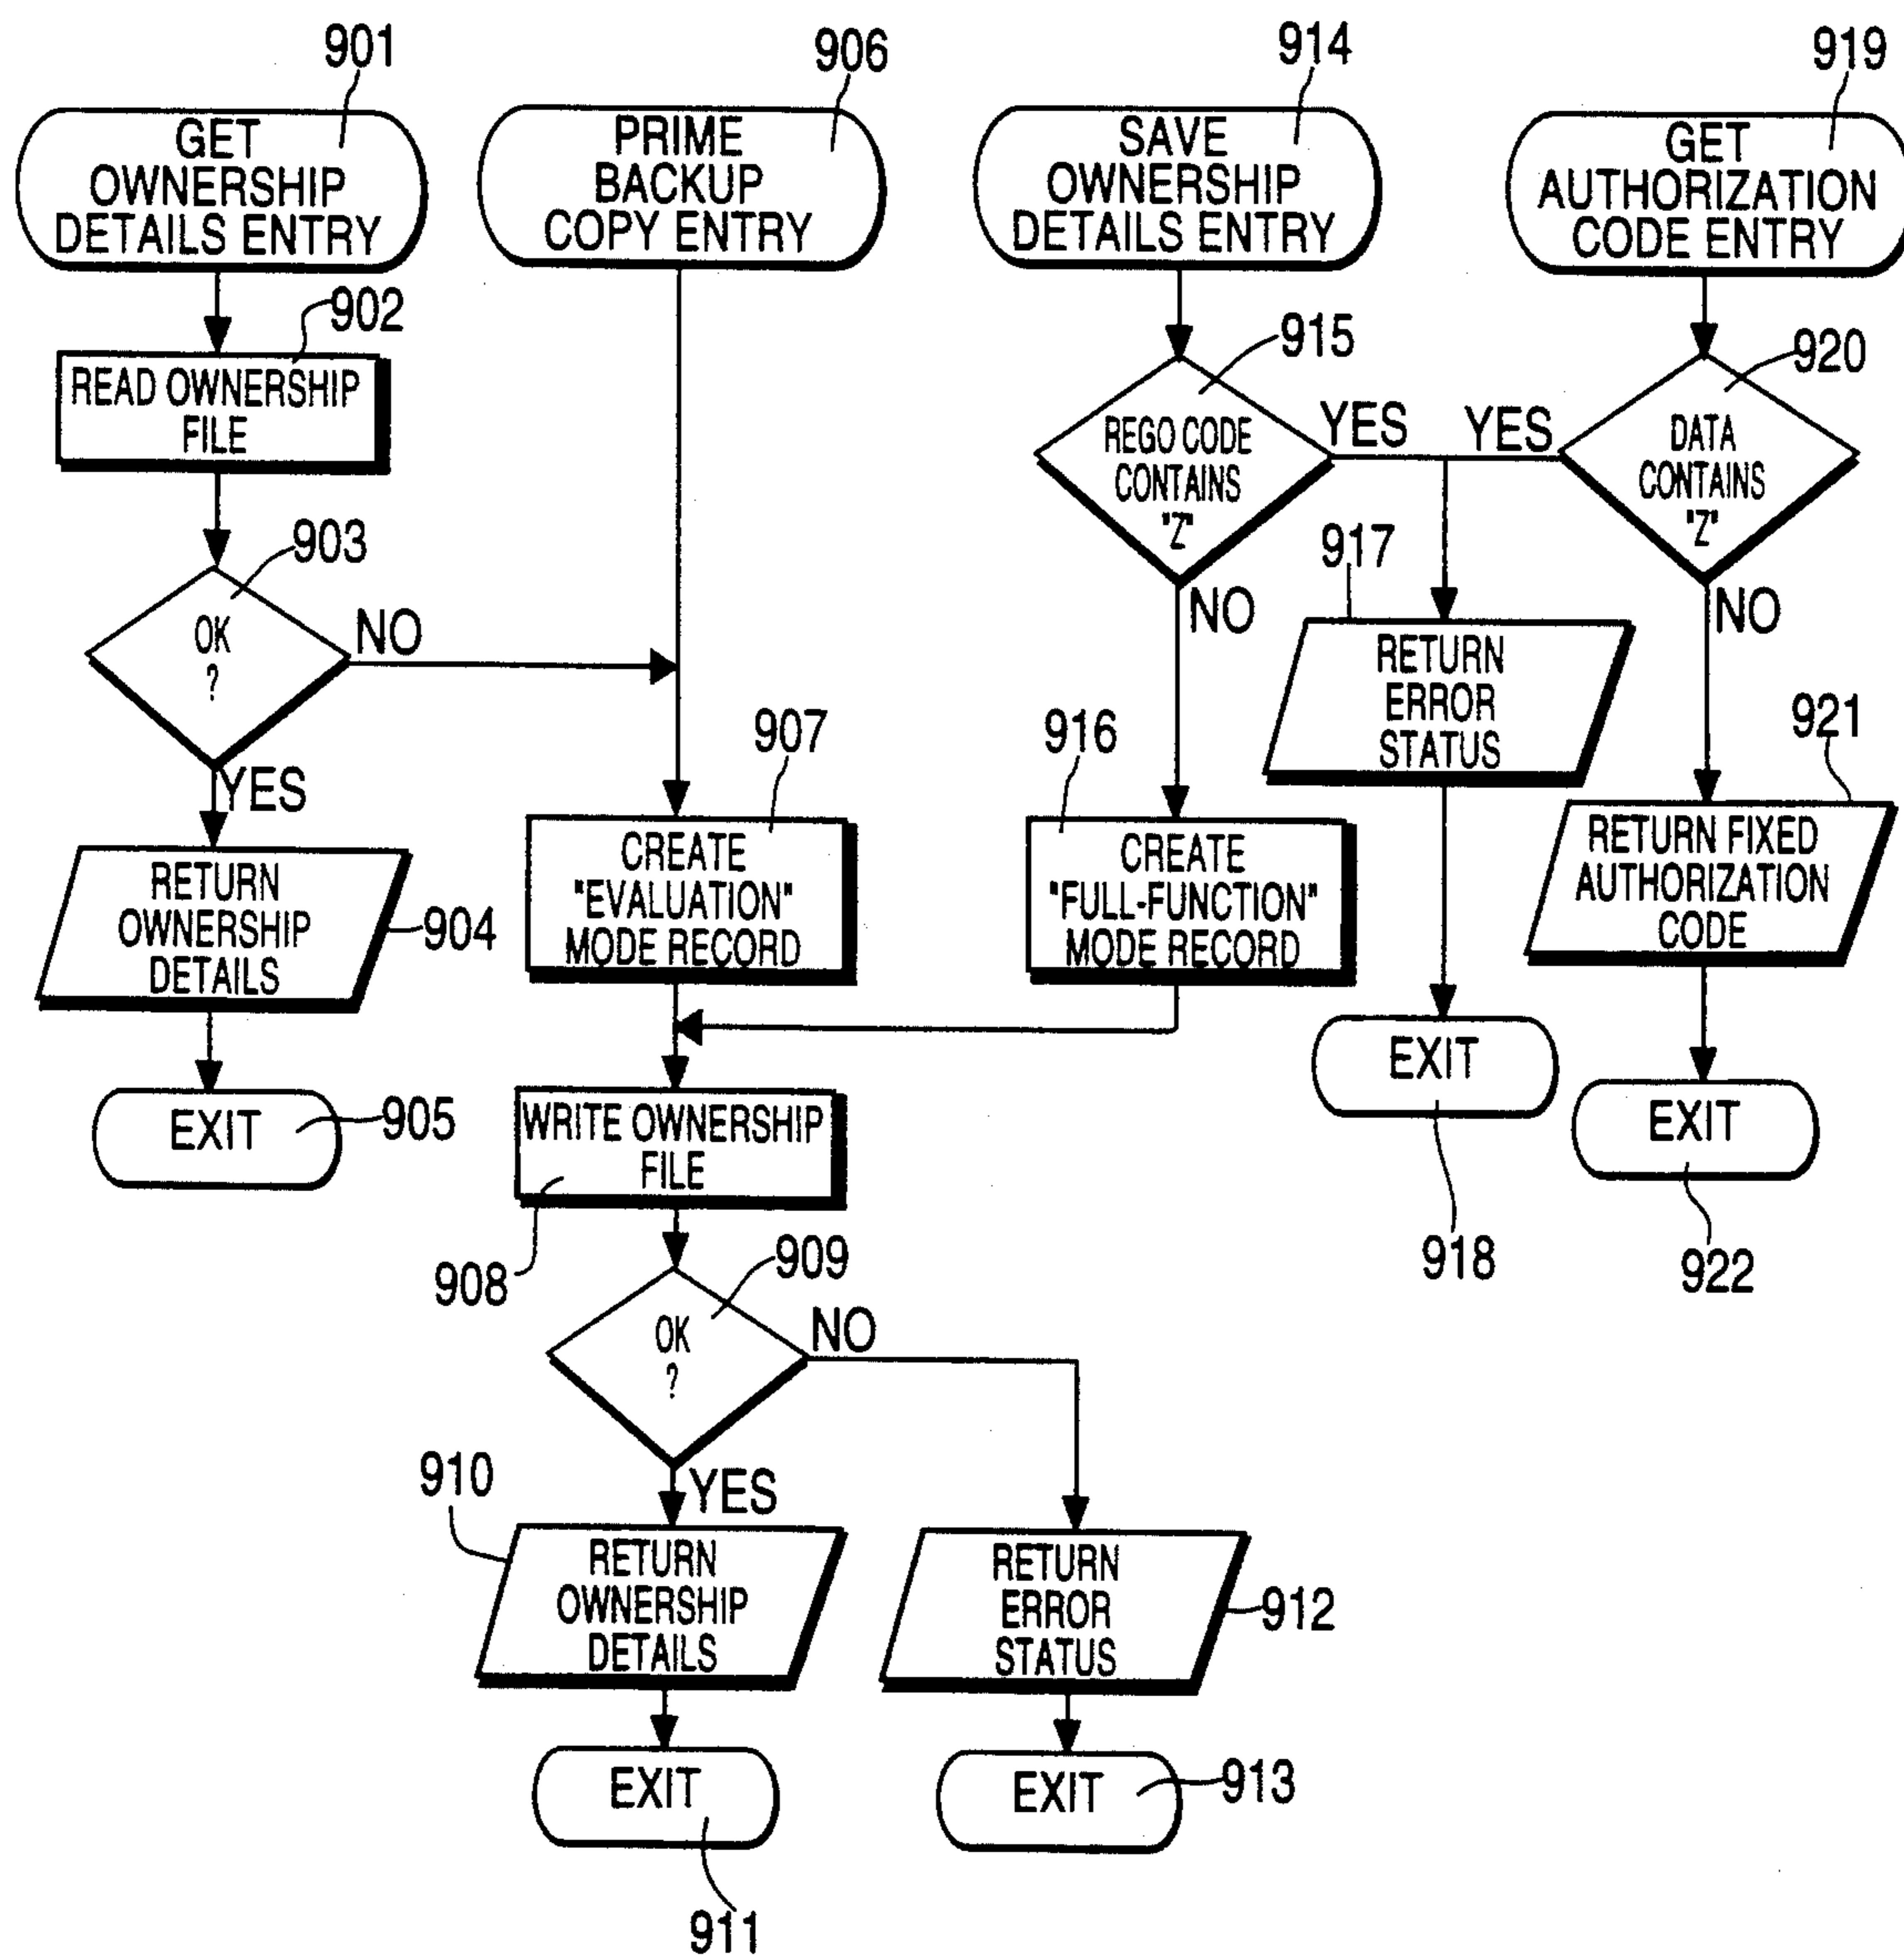 901
906
914
919
GET
OWNERSHIP
DETAILS ENTRY
PRIME
BACKUP
COPY ENTRY
SAVE
OWNERSHIP
DETAILS ENTRY
GET
AUTHORIZATION
CODE ENTRY
902
READ OWNERSHIP
FILE
915
REGO CODE
CONTAINS
"Z"
YES
YES
920
DATA
CONTAINS
"Z"
903
OK
?
NO
917
NO
NO
RETURN
ERROR
STATUS
YES
907
916
921
RETURN
OWNERSHIP
DETAILS
904
CREATE
"EVALUATION"
MODE RECORD
CREATE
"FULL-FUNCTION"
MODE RECORD
RETURN FIXED
AUTHORIZATION
CODE
EXIT
905
EXIT
918
EXIT
922
WRITE OWNERSHIP
FILE
908
909
OK
?
NO
YES
910
RETURN
OWNERSHIP
DETAILS
RETURN
ERROR
STATUS
912
EXIT
911
EXIT
913